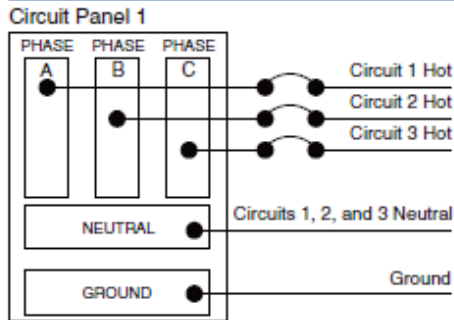 Circuit Panel 1
PHASE PHASE PHASE
A B C
Circuit 1 Hot
Circuit 2 Hot
Circuit 3 Hot
NEUTRAL
Circuits 1, 2, and 3 Neutral
GROUND
Ground